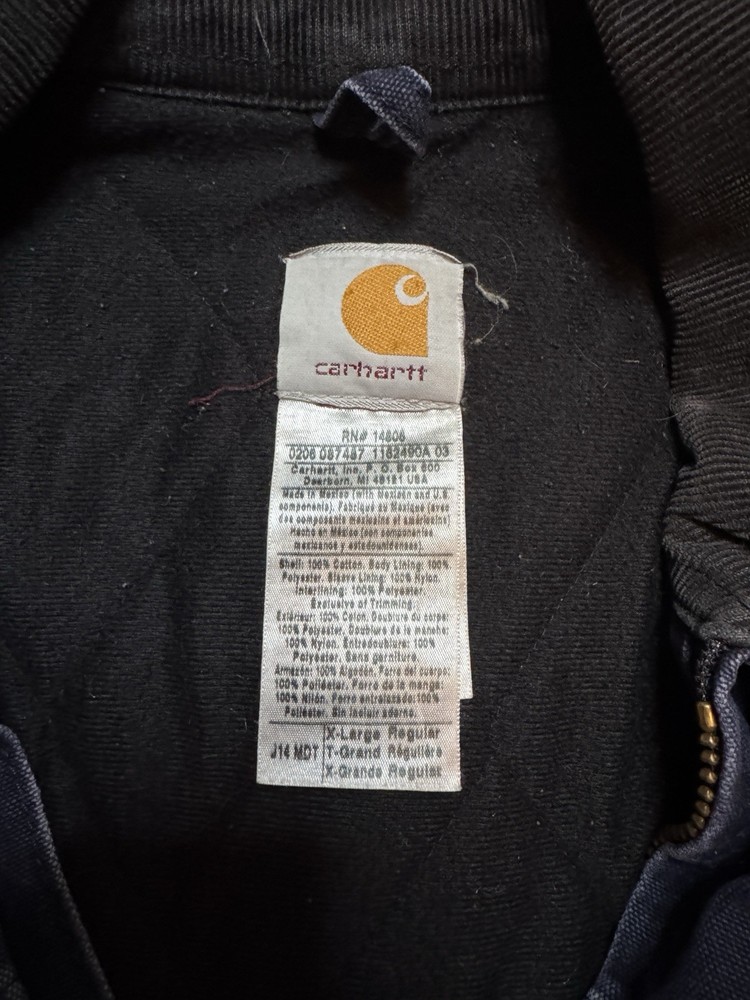 carhartt
RN# 14806
0206 087487 1162490A 03
Carhartt, Inc. P. O. Box 600
Dearborn, MI 48121 USA
Made in Mexico (with Mexican and U.S.
components). Fabriqué au Mexique (avec
des composants mexicains et américains)
Hecho en México (con componentes
mexicanos y estadounidenses).
Shell: 100% Cotton. Body Lining: 100%
Polyester. Sleeve Lining: 100% Nylon.
Interlining: 100% Polyester
Exclusive of Trimming.
Extérieur: 100% Coton. Doublure du corps:
100% Polyester. Doublure de la manche:
100% Nylon. Entredoublure: 100%
Polyester. Sans garniture.
Armazón: 100% Algodón. Forro del cuerpo:
100% Poliéster. Forro de la manga:
100% Nilón. Forro entrelazado: 100%
Poliester. Sin incluir adorno.
J14 MDT
X-Large Regular
T-Grand Régulière
X-Grande Regular